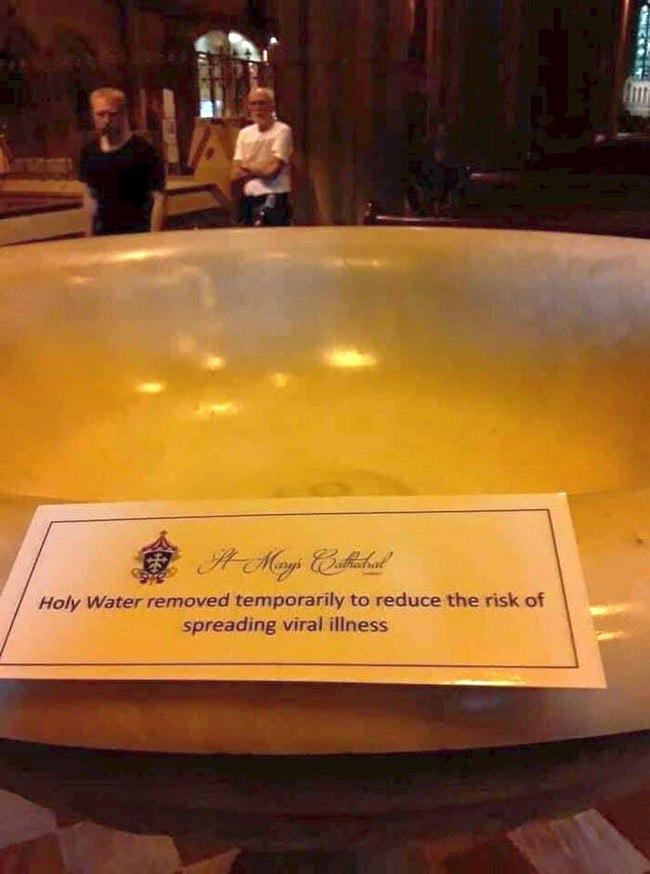 St Mary's Cathedral
Holy Water removed temporarily to reduce the risk of
spreading viral illness